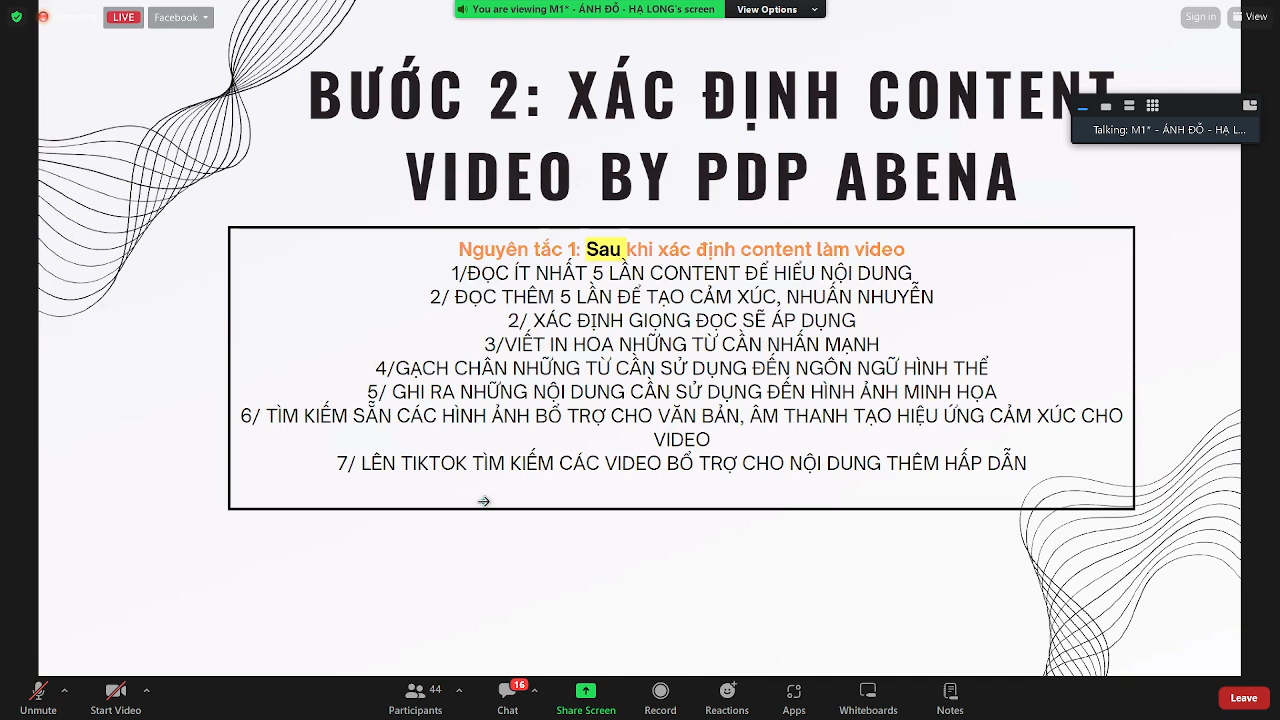 LIVE
Facebook
You are viewing M1* - ÁNH ĐỖ - HẠ LONG's screen
View Options
Sign in
View
BƯỚC 2: XÁC ĐỊNH CONTENT
VIDEO BY PDP ABENA
Talking: M1* - ÁNH ĐỖ - HẠ L...
Nguyên tắc 1: Sau khi xác định content làm video
1/ĐỌC ÍT NHẤT 5 LẦN CONTENT ĐỂ HIỂU NỘI DUNG
2/ ĐỌC THÊM 5 LẦN ĐỂ TẠO CẢM XÚC, NHUẤN NHUYỄN
2/ XÁC ĐỊNH GIỌNG ĐỌC SẼ ÁP DỤNG
3/VIẾT IN HOA NHỮNG TỪ CẦN NHẤN MẠNH
4/GẠCH CHÂN NHỮNG TỪ CẦN SỬ DỤNG ĐẾN NGÔN NGỮ HÌNH THỂ
5/ GHI RA NHỮNG NỘI DUNG CẦN SỬ DỤNG ĐẾN HÌNH ẢNH MINH HỌA
6/ TÌM KIẾM SẴN CÁC HÌNH ẢNH BỔ TRỢ CHO VĂN BẢN, ÂM THANH TẠO HIỆU ỨNG CẢM XÚC CHO
VIDEO
7/ LÊN TIKTOK TÌM KIẾM CÁC VIDEO BỔ TRỢ CHO NỘI DUNG THÊM HẤP DẪN
Unmute
Start Video
44
Participants
16
Chat
Share Screen
Record
Reactions
Apps
Whiteboards
Notes
Leave